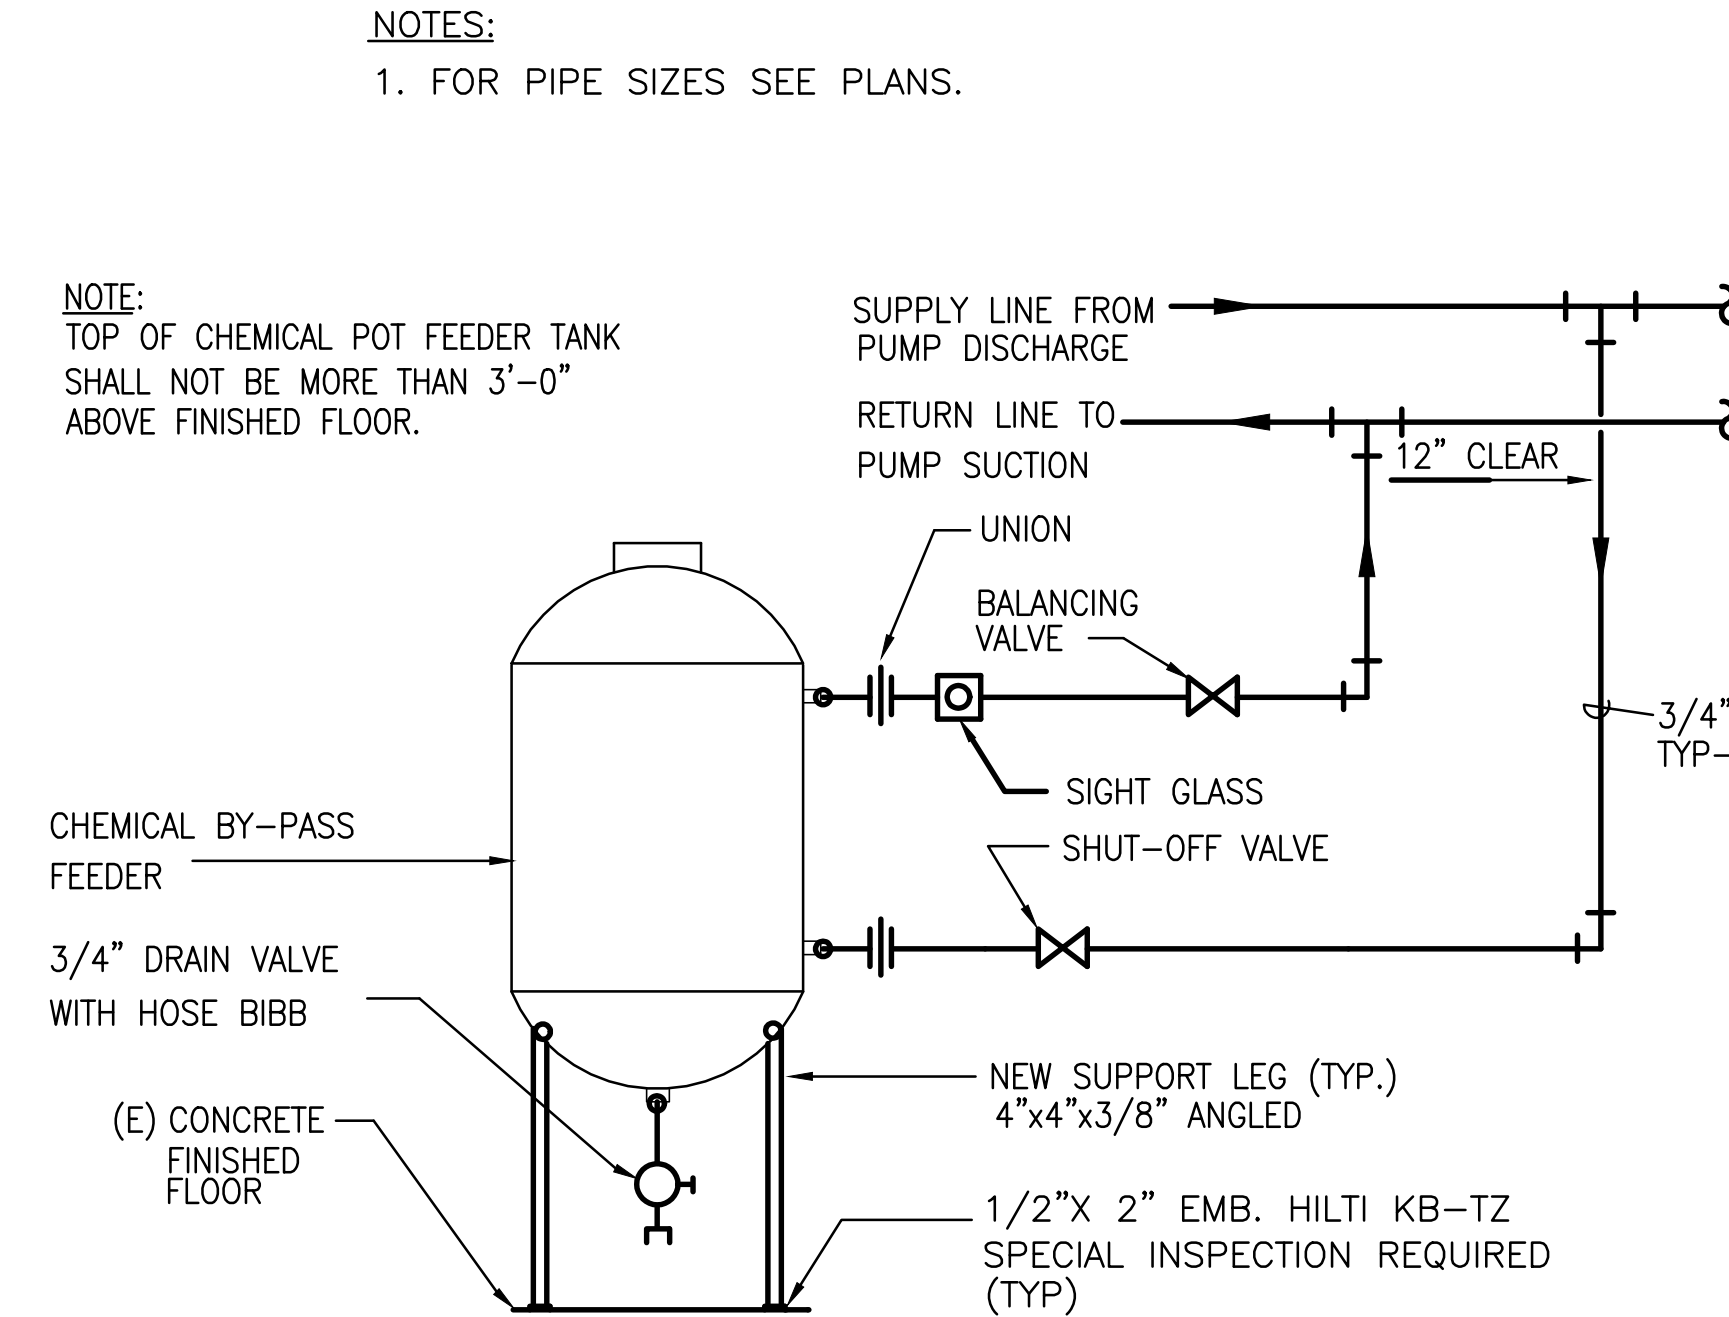 NOTES:
1. FOR PIPE SIZES SEE PLANS.
NOTE:
TOP OF CHEMICAL POT FEEDER TANK
SHALL NOT BE MORE THAN 3'-0"
ABOVE FINISHED FLOOR.
SUPPLY LINE FROM
PUMP DISCHARGE
RETURN LINE TO
PUMP SUCTION
12" CLEAR
UNION
BALANCING
VALVE
3/4"
TYP-
SIGHT GLASS
SHUT-OFF VALVE
CHEMICAL BY-PASS
FEEDER
3/4" DRAIN VALVE
WITH HOSE BIBB
NEW SUPPORT LEG (TYP.)
4"x4"x3/8" ANGLED
(E) CONCRETE
FINISHED
FLOOR
1/2"X 2" EMB. HILTI KB-TZ
SPECIAL INSPECTION REQUIRED
(TYP)